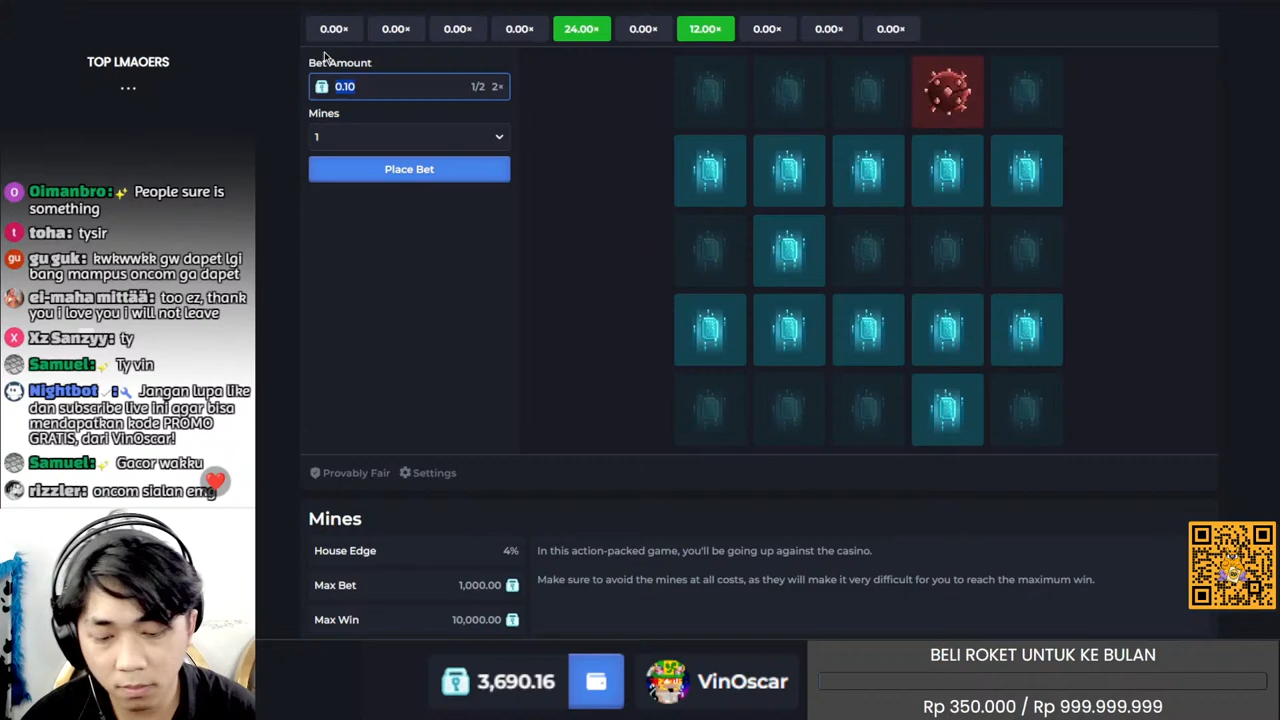 0.00× 0.00× 0.00× 0.00× 24.00× 0.00× 12.00× 0.00× 0.00× 0.00×
TOP LMAOERS
...
Bet Amount
0.10 1/2 2×
Mines
1
Place Bet
Oimanbro: People sure is
something
toha: tysir
gu guk: kwkwwkk gw dapet lgi
bang mampus oncom ga dapet
ei-maha mittää: too ez, thank
you i love you i will not leave
Xz Sanzyy: ty
Samuel: Ty vin
Nightbot : Jangan lupa like
dan subscribe live ini agar bisa
mendapatkan kode PROMO
GRATIS, dari VinOscar!
Samuel: Gacor wakku
rizzler: oncom sialan emg
Provably Fair Settings
Mines
House Edge 4%
Max Bet 1,000.00
Max Win 10,000.00
In this action-packed game, you'll be going up against the casino.
Make sure to avoid the mines at all costs, as they will make it very difficult for you to reach the maximum win.
3,690.16
VinOscar
BELI ROKET UNTUK KE BULAN
Rp 350.000 / Rp 999.999.999